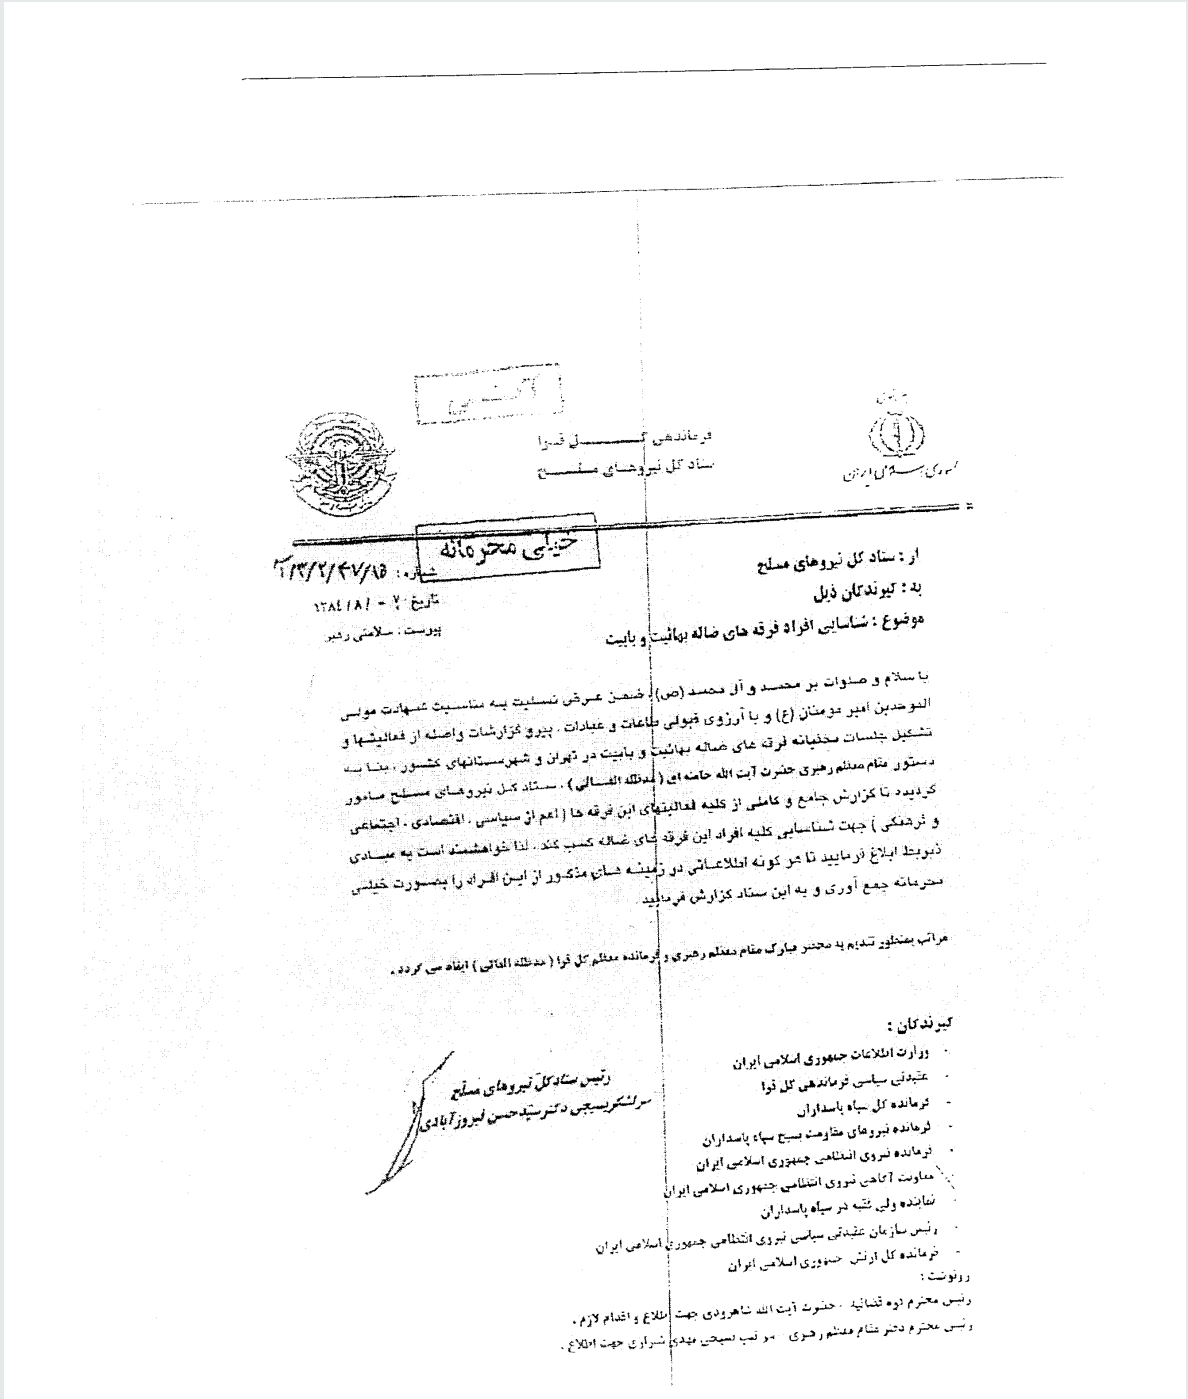 فرماندهی کل قوا
ستاد کل نیروهای مسلح
جمهوری اسلامی ایران
خیلی محرمانه
از : ستاد کل نیروهای مسلح
به : گیرندگان ذیل
موضوع : شناسایی افراد فرقه های ضاله بهائیت و بابیت
شماره :
تاریخ : ۱۳۸٤/۸/۰۷
پیوست : سلامتی رهبر
با سلام و صلوات بر محمد و آل محمد (ص) ، ضمن عرض تسلیت به مناسبت شهادت مولی
الموحدین امیر مومنان (ع) و با آرزوی قبولی طاعات و عبادات ، پیرو گزارشات واصله از فعالیتها و
تشکیل جلسات مخفیانه فرقه های ضاله بهائیت و بابیت در تهران و شهرستانهای کشور ، بنا به
دستور مقام معظم رهبری حضرت آیت الله خامنه ای ( مدظله العالی ) ، ستاد کل نیروهای مسلح مامور
گردیده تا گزارش جامع و کاملی از کلیه فعالیتهای این فرقه ها ( اعم از سیاسی ، اقتصادی ، اجتماعی
و فرهنگی ) جهت شناسایی کلیه افراد این فرقه های ضاله کسب کند . لذا خواهشمند است به مبادی
ذیربط ابلاغ فرمایید تا هر گونه اطلاعاتی در زمینه های مذکور از این افراد را بصورت خیلی
محرمانه جمع آوری و به این ستاد گزارش فرمایید .
مراتب بمنظور تقدیم به محضر مبارک مقام معظم رهبری و فرمانده معظم کل قوا ( مدظله العالی ) ایفاد می گردد .
رئیس ستاد کل نیروهای مسلح
سرلشکر بسیجی دکتر سید حسن فیروزآبادی
گیرندگان :
- وزارت اطلاعات جمهوری اسلامی ایران
- عقیدتی سیاسی فرماندهی کل قوا
- فرمانده کل سپاه پاسداران
- فرمانده نیروهای مقاومت بسیج سپاه پاسداران
- فرمانده نیروی انتظامی جمهوری اسلامی ایران
- معاونت آگاهی نیروی انتظامی جمهوری اسلامی ایران
- نماینده ولی فقیه در سپاه پاسداران
- رئیس سازمان عقیدتی سیاسی نیروی انتظامی جمهوری اسلامی ایران
- فرمانده کل ارتش جمهوری اسلامی ایران
رونوشت :
رئیس محترم قوه قضائیه ، حضرت آیت الله شاهرودی جهت اطلاع و اقدام لازم .
رئیس محترم دفتر مقام معظم رهبری بسیجی مهدی شیرازی جهت اطلاع .